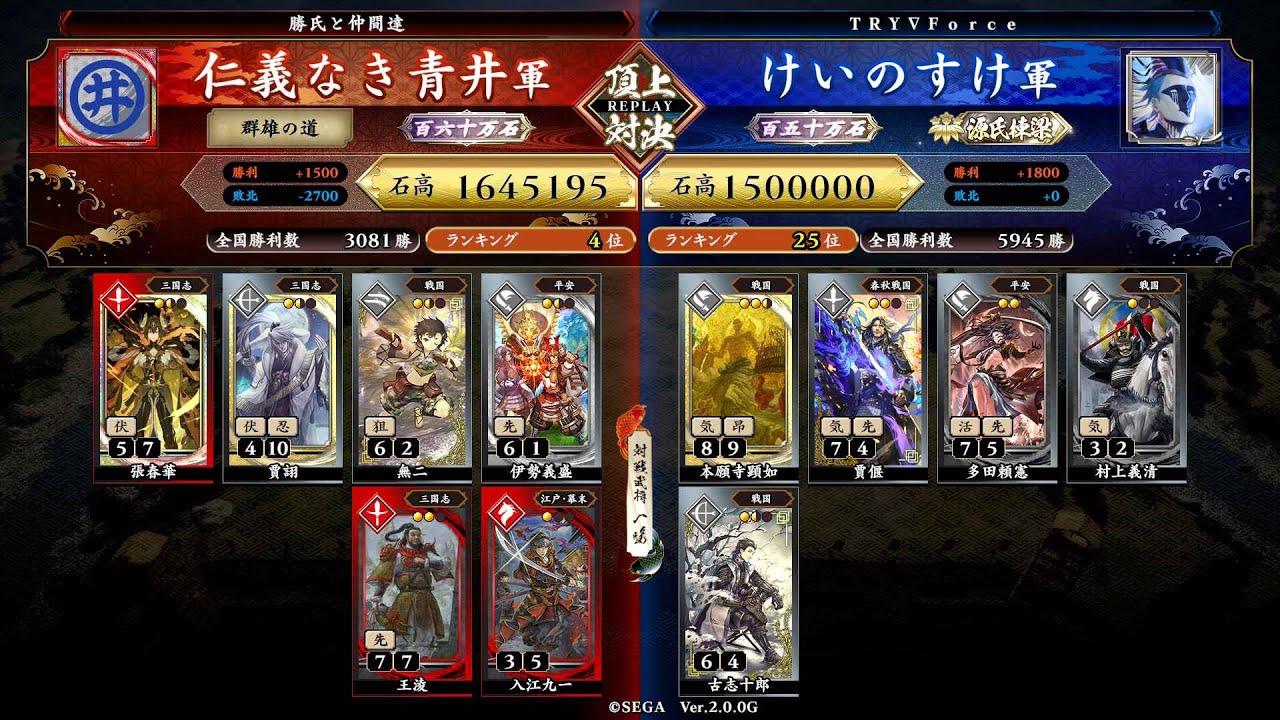 勝氏と仲間達
TRY∇Force
仁義なき青井軍
頂上
REPLAY
対決
けいのすけ軍
井
群雄の道
百六十万石
百五十万石
源氏棟梁
勝利 +1500
敗北 -2700
石高 1645195
石高 1500000
勝利 +1800
敗北 +0
全国勝利数 3081勝
ランキング 4位
ランキング 25位
全国勝利数 5945勝
三国志
伏
5 7
張春華
三国志
伏 忍
4 10
賈詡
戦国
狙
6 2
無二
平安
先
6 1
伊勢義盛
戦国
気 昂
8 9
本願寺顕如
春秋戦国
気 先
7 4
賈偃
平安
活 先
7 5
多田頼憲
戦国
気
3 2
村上義清
対戦武将一覧
三国志
先
7 7
王淩
江戸・幕末
3 5
入江九一
戦国
6 4
古志十郎
©SEGA Ver.2.0.0G